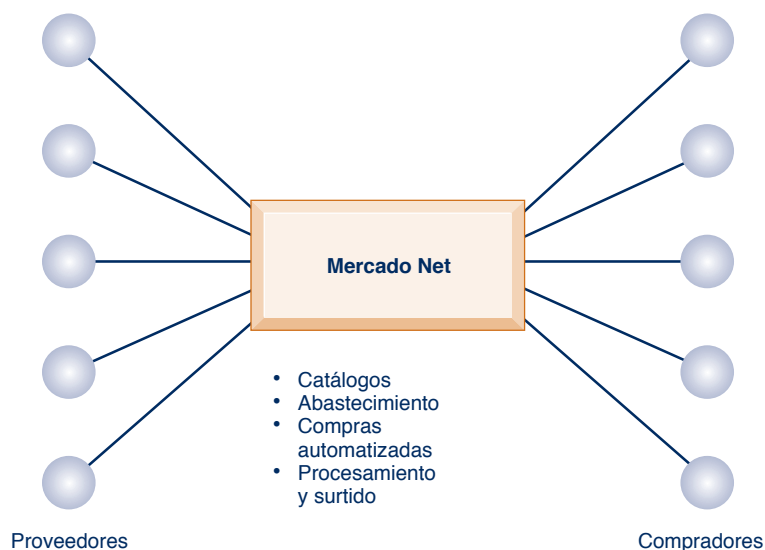 Mercado Net
• Catálogos
• Abastecimiento
• Compras
automatizadas
• Procesamiento
y surtido
Proveedores
Compradores